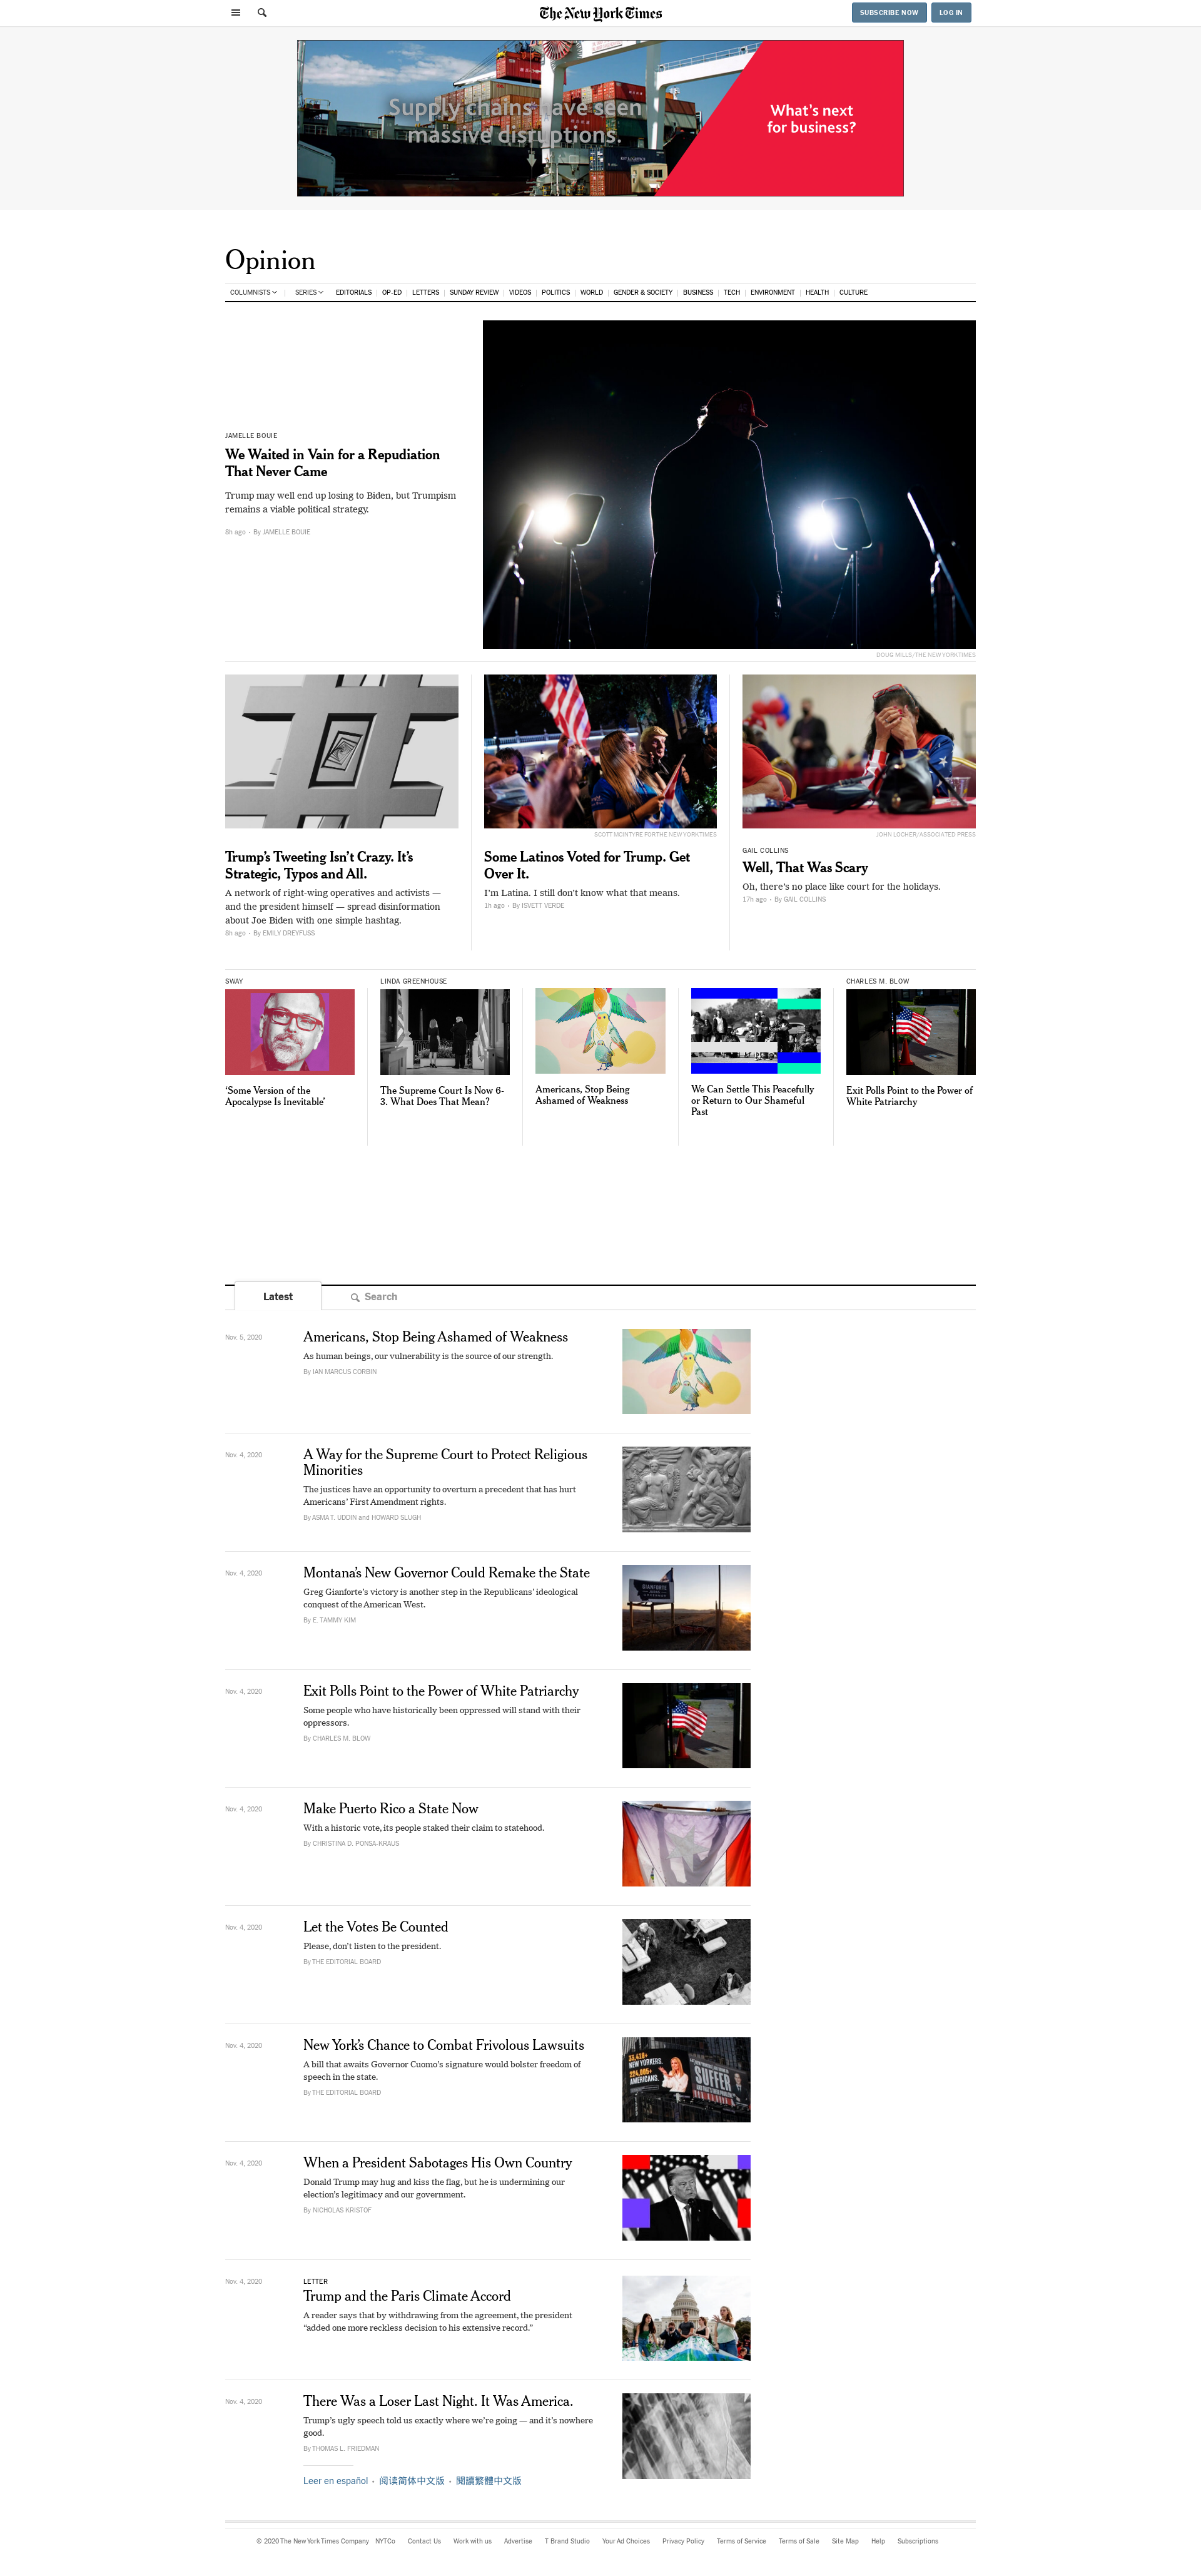 The New York Times
SUBSCRIBE NOW
LOG IN
Supply chains have seen
massive disruptions.
What's next
for business?
Opinion
COLUMNISTS | SERIES EDITORIALS | OP-ED | LETTERS | SUNDAY REVIEW | VIDEOS | POLITICS | WORLD | GENDER & SOCIETY | BUSINESS | TECH | ENVIRONMENT | HEALTH | CULTURE
JAMELLE BOUIE
We Waited in Vain for a Repudiation
That Never Came
Trump may well end up losing to Biden, but Trumpism
remains a viable political strategy.
8h ago • By JAMELLE BOUIE
DOUG MILLS/THE NEW YORK TIMES
Trump's Tweeting Isn't Crazy. It's
Strategic, Typos and All.
A network of right-wing operatives and activists —
and the president himself — spread disinformation
about Joe Biden with one simple hashtag.
8h ago • By EMILY DREYFUSS
SCOTT MCINTYRE FOR THE NEW YORK TIMES
Some Latinos Voted for Trump. Get
Over It.
I'm Latina. I still don't know what that means.
1h ago • By ISVETT VERDE
JOHN LOCHER/ASSOCIATED PRESS
GAIL COLLINS
Well, That Was Scary
Oh, there's no place like court for the holidays.
17h ago • By GAIL COLLINS
SWAY
'Some Version of the
Apocalypse Is Inevitable'
LINDA GREENHOUSE
The Supreme Court Is Now 6-
3. What Does That Mean?
Americans, Stop Being
Ashamed of Weakness
We Can Settle This Peacefully
or Return to Our Shameful
Past
CHARLES M. BLOW
Exit Polls Point to the Power of
White Patriarchy
Latest
Search
Nov. 5, 2020
Americans, Stop Being Ashamed of Weakness
As human beings, our vulnerability is the source of our strength.
By IAN MARCUS CORBIN
Nov. 4, 2020
A Way for the Supreme Court to Protect Religious
Minorities
The justices have an opportunity to overturn a precedent that has hurt
Americans' First Amendment rights.
By ASMA T. UDDIN and HOWARD SLUGH
Nov. 4, 2020
Montana's New Governor Could Remake the State
Greg Gianforte's victory is another step in the Republicans' ideological
conquest of the American West.
By E. TAMMY KIM
GIANFORTE
Nov. 4, 2020
Exit Polls Point to the Power of White Patriarchy
Some people who have historically been oppressed will stand with their
oppressors.
By CHARLES M. BLOW
Nov. 4, 2020
Make Puerto Rico a State Now
With a historic vote, its people staked their claim to statehood.
By CHRISTINA D. PONSA-KRAUS
Nov. 4, 2020
Let the Votes Be Counted
Please, don't listen to the president.
By THE EDITORIAL BOARD
Nov. 4, 2020
New York's Chance to Combat Frivolous Lawsuits
A bill that awaits Governor Cuomo's signature would bolster freedom of
speech in the state.
By THE EDITORIAL BOARD
NEW YORKERS.
AMERICANS.
SUFFER
Nov. 4, 2020
When a President Sabotages His Own Country
Donald Trump may hug and kiss the flag, but he is undermining our
election's legitimacy and our government.
By NICHOLAS KRISTOF
Nov. 4, 2020
LETTER
Trump and the Paris Climate Accord
A reader says that by withdrawing from the agreement, the president
“added one more reckless decision to his extensive record.”
Nov. 4, 2020
There Was a Loser Last Night. It Was America.
Trump's ugly speech told us exactly where we're going — and it's nowhere
good.
By THOMAS L. FRIEDMAN
Leer en español • 阅读简体中文版 • 閱讀繁體中文版
© 2020 The New York Times Company NYTCo Contact Us Work with us Advertise T Brand Studio Your Ad Choices Privacy Policy Terms of Service Terms of Sale Site Map Help Subscriptions